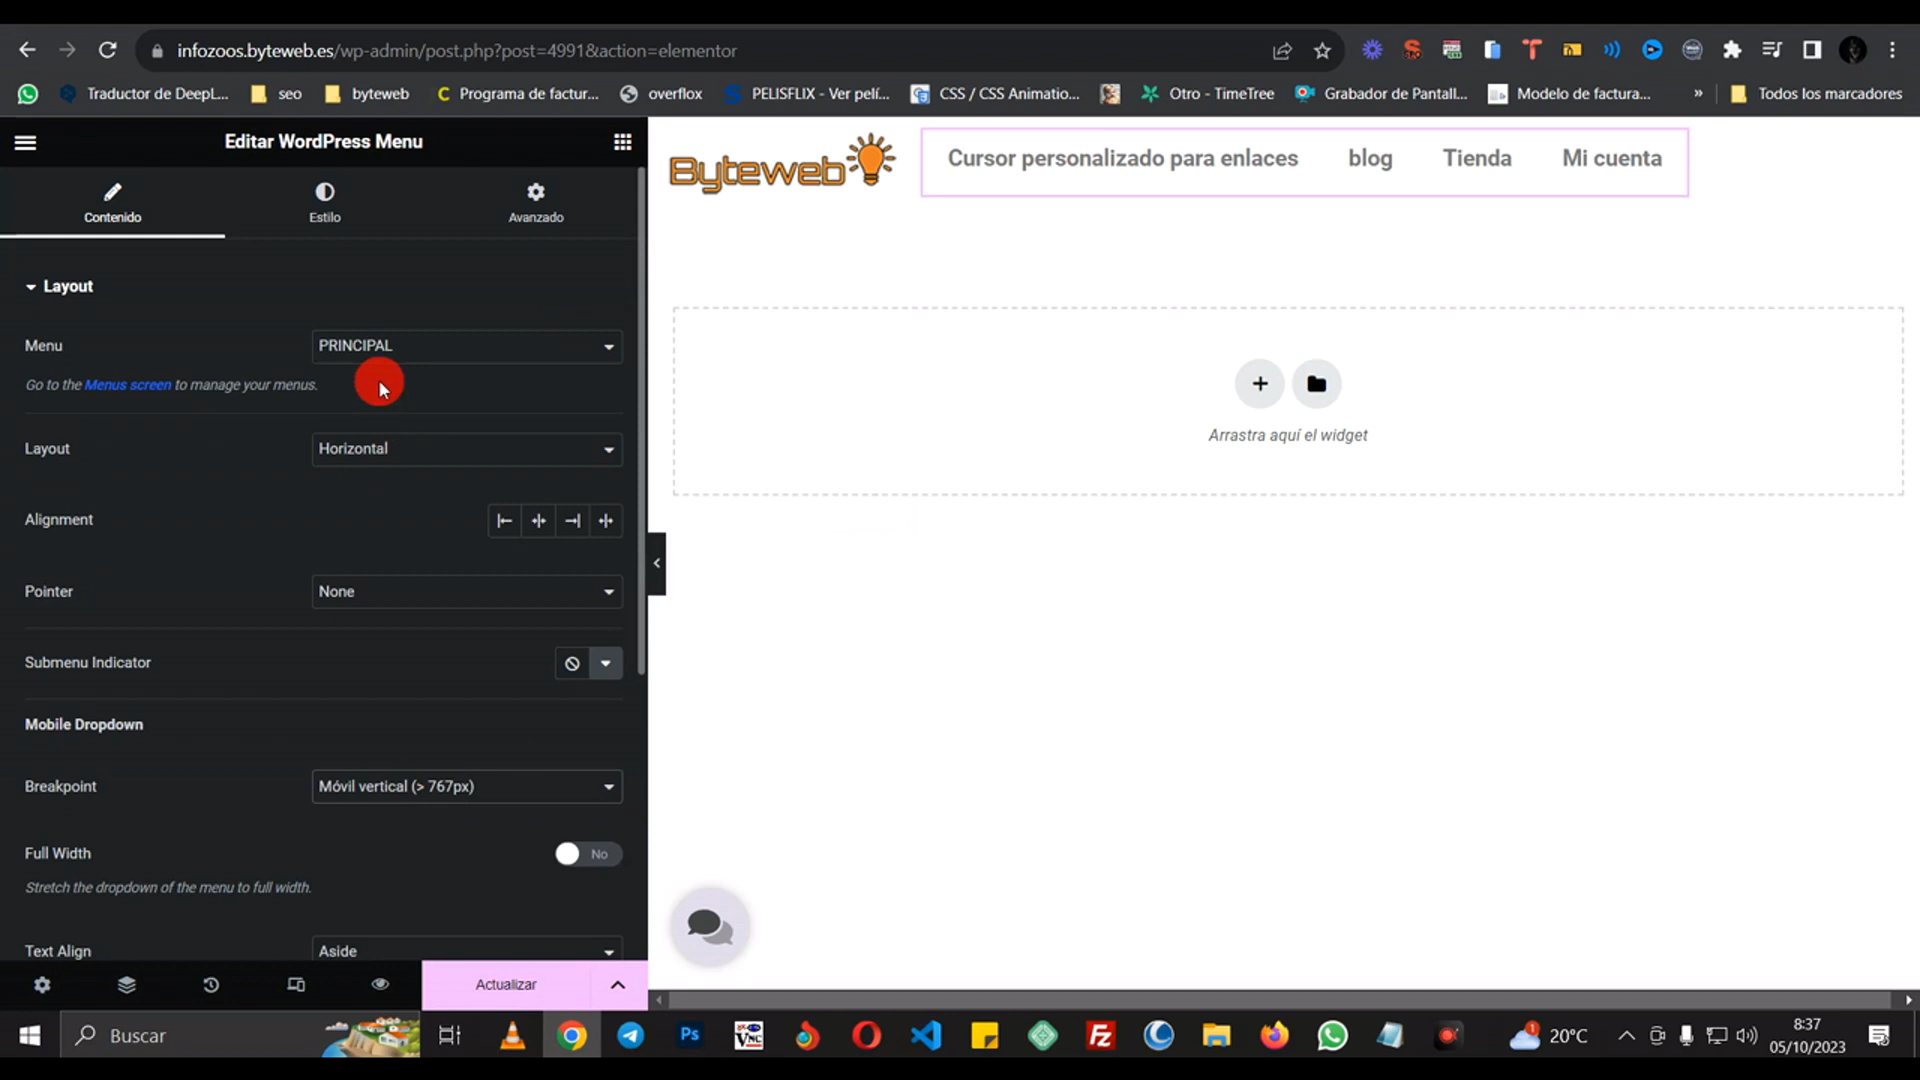 infozoos.byteweb.es/wp-admin/post.php?post=4991&action=elementor
Traductor de DeepL... seo byteweb Programa de factur... overflox PELISFLIX - Ver pelí... CSS / CSS Animatio... Otro - TimeTree Grabador de Pantall... Modelo de factura... » Todos los marcadores
Editar WordPress Menu
Contenido Estilo Avanzado
Layout
Menu PRINCIPAL
Go to the Menus screen to manage your menus.
Layout Horizontal
Alignment
Pointer None
Submenu Indicator
Mobile Dropdown
Breakpoint Móvil vertical (> 767px)
Full Width No
Stretch the dropdown of the menu to full width.
Text Align Aside
Actualizar
Byteweb
Cursor personalizado para enlaces blog Tienda Mi cuenta
Arrastra aquí el widget
Buscar
Ps
VNC
Fz
1
20°C
8:37
05/10/2023